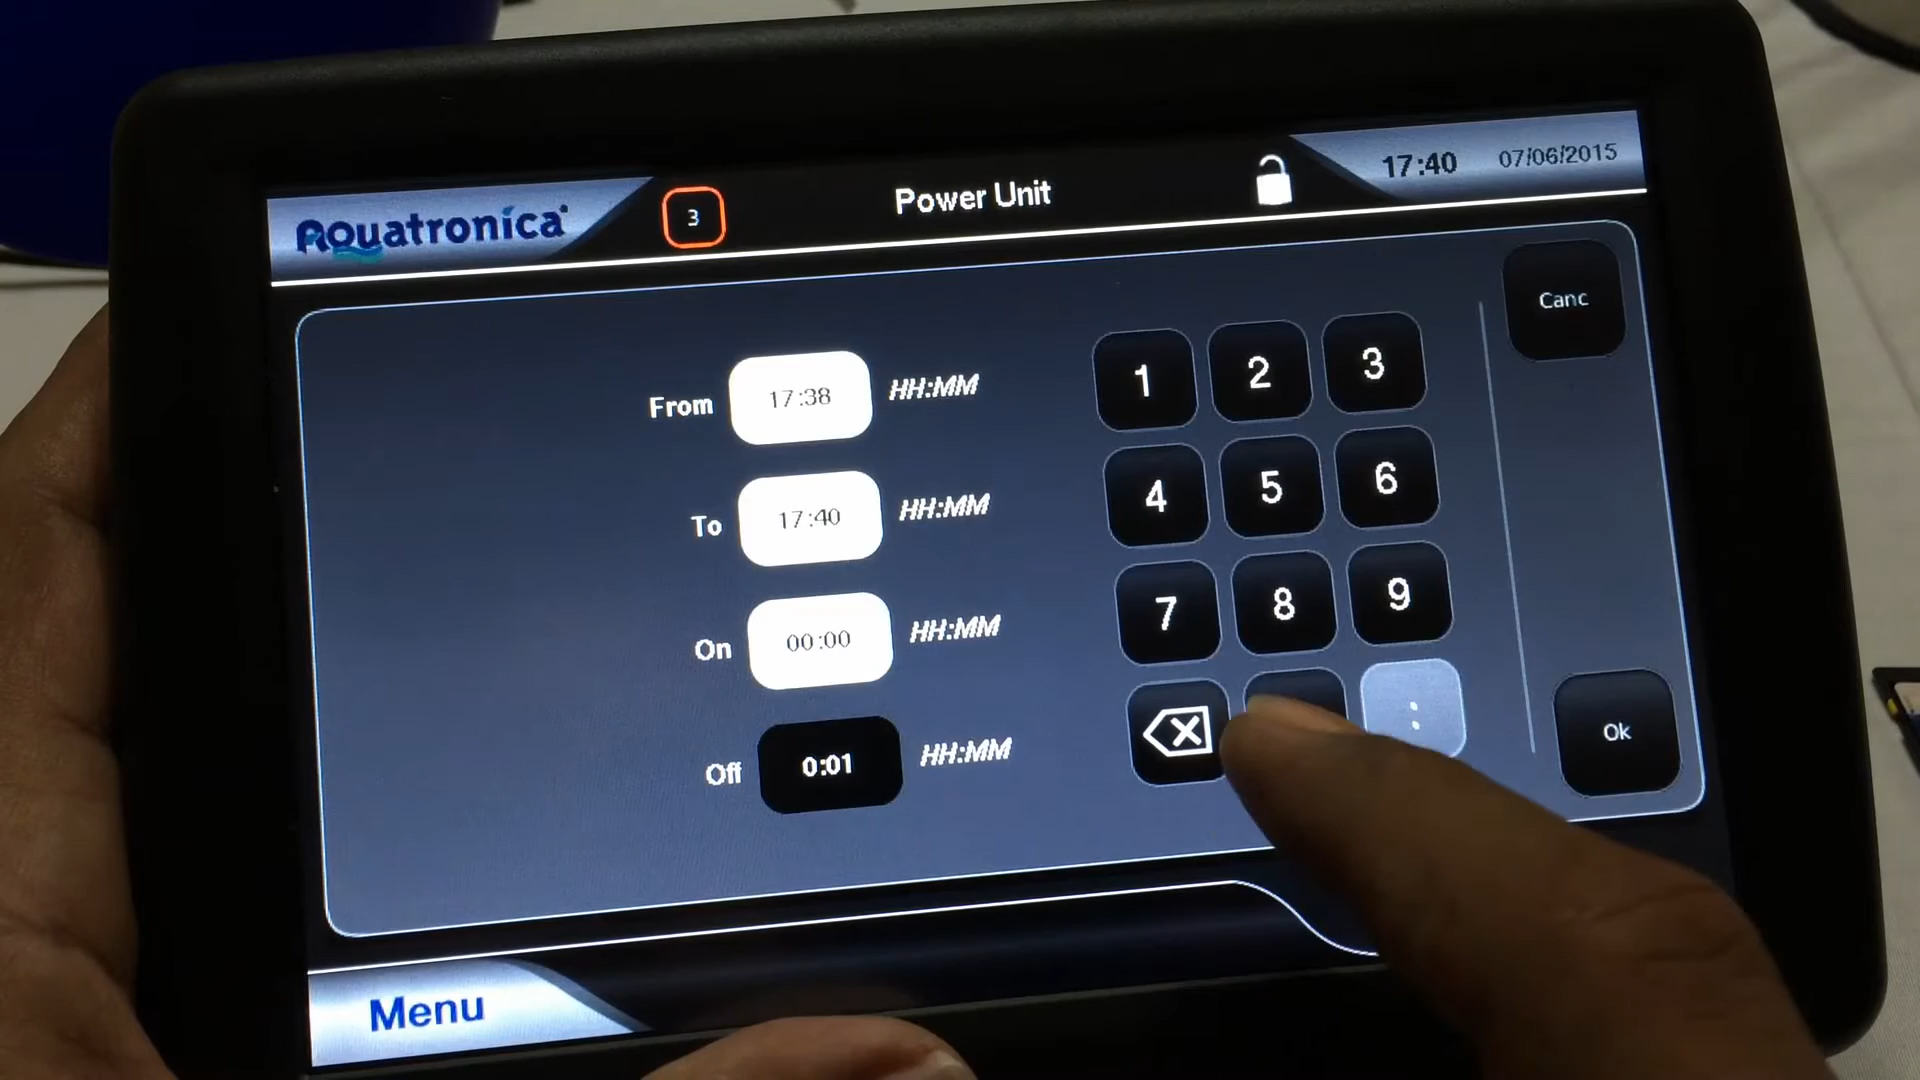 Aquatronica
3
Power Unit
17:40
07/06/2015
From 17:38 HH:MM
To 17:40 HH:MM
On 00:00 HH:MM
Off 0:01 HH:MM
1 2 3
4 5 6
7 8 9
:
Canc
Ok
Menu